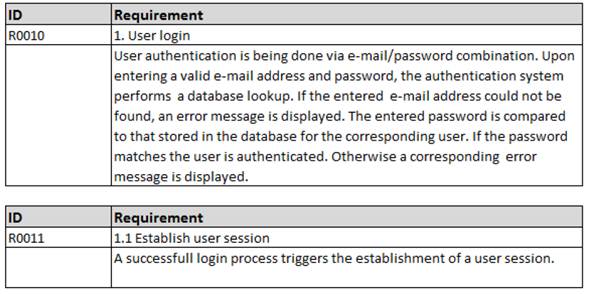 ID Requirement
R0010 1. User login
User authentication is being done via e-mail/password combination. Upon
entering a valid e-mail address and password, the authentication system
performs a database lookup. If the entered e-mail address could not be
found, an error message is displayed. The entered password is compared
to that stored in the database for the corresponding user. If the password
matches the user is authenticated. Otherwise a corresponding error
message is displayed.
ID Requirement
R0011 1.1 Establish user session
A successfull login process triggers the establishment of a user session.